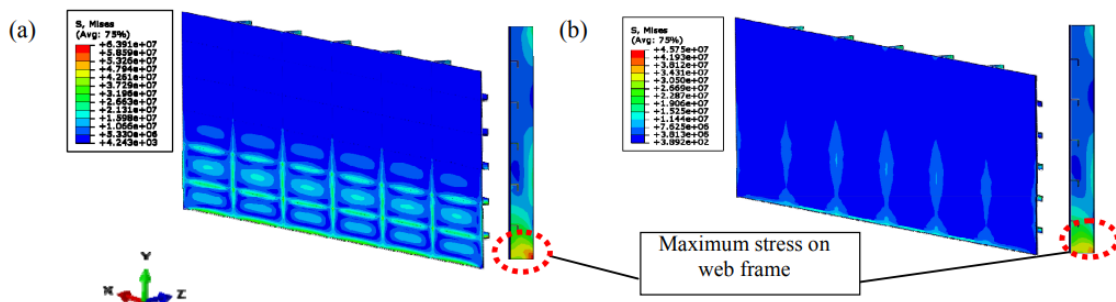 (a)
S, Mises
(Avg: 75%)
+6.391e+07
+5.859e+07
+5.326e+07
+4.794e+07
+4.261e+07
+3.729e+07
+3.196e+07
+2.663e+07
+2.131e+07
+1.598e+07
+1.066e+07
+5.330e+06
+4.243e+03
(b)
S, Mises
(Avg: 75%)
+4.575e+07
+4.193e+07
+3.812e+07
+3.431e+07
+3.050e+07
+2.669e+07
+2.287e+07
+1.906e+07
+1.525e+07
+1.144e+07
+7.625e+06
+3.813e+06
+3.892e+02
Maximum stress on
web frame
Y
X
Z